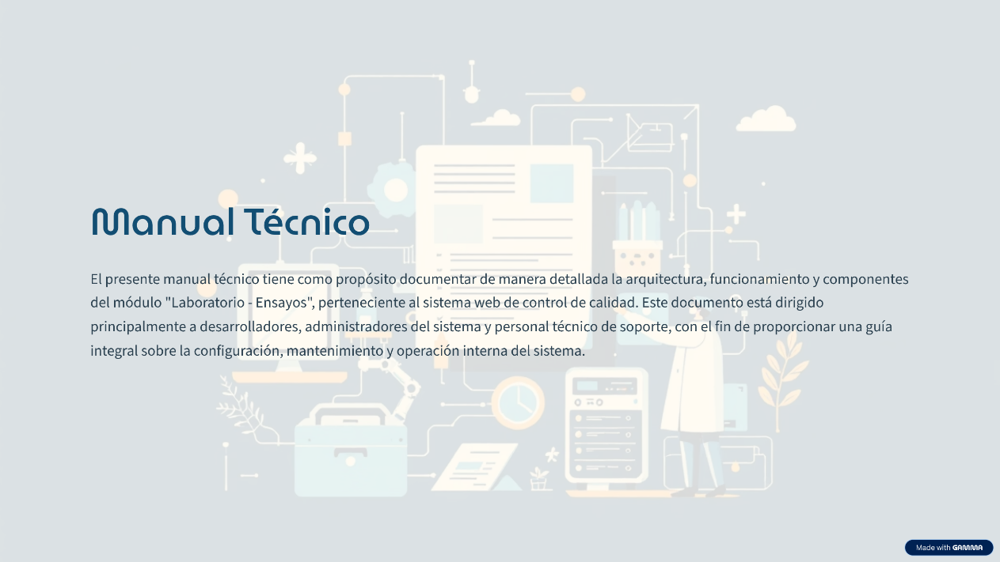 Manual Técnico
El presente manual técnico tiene como propósito documentar de manera detallada la arquitectura, funcionamiento y componentes
del módulo "Laboratorio - Ensayos", perteneciente al sistema web de control de calidad. Este documento está dirigido
principalmente a desarrolladores, administradores del sistema y personal técnico de soporte, con el fin de proporcionar una guía
integral sobre la configuración, mantenimiento y operación interna del sistema.
Made with GAMMA